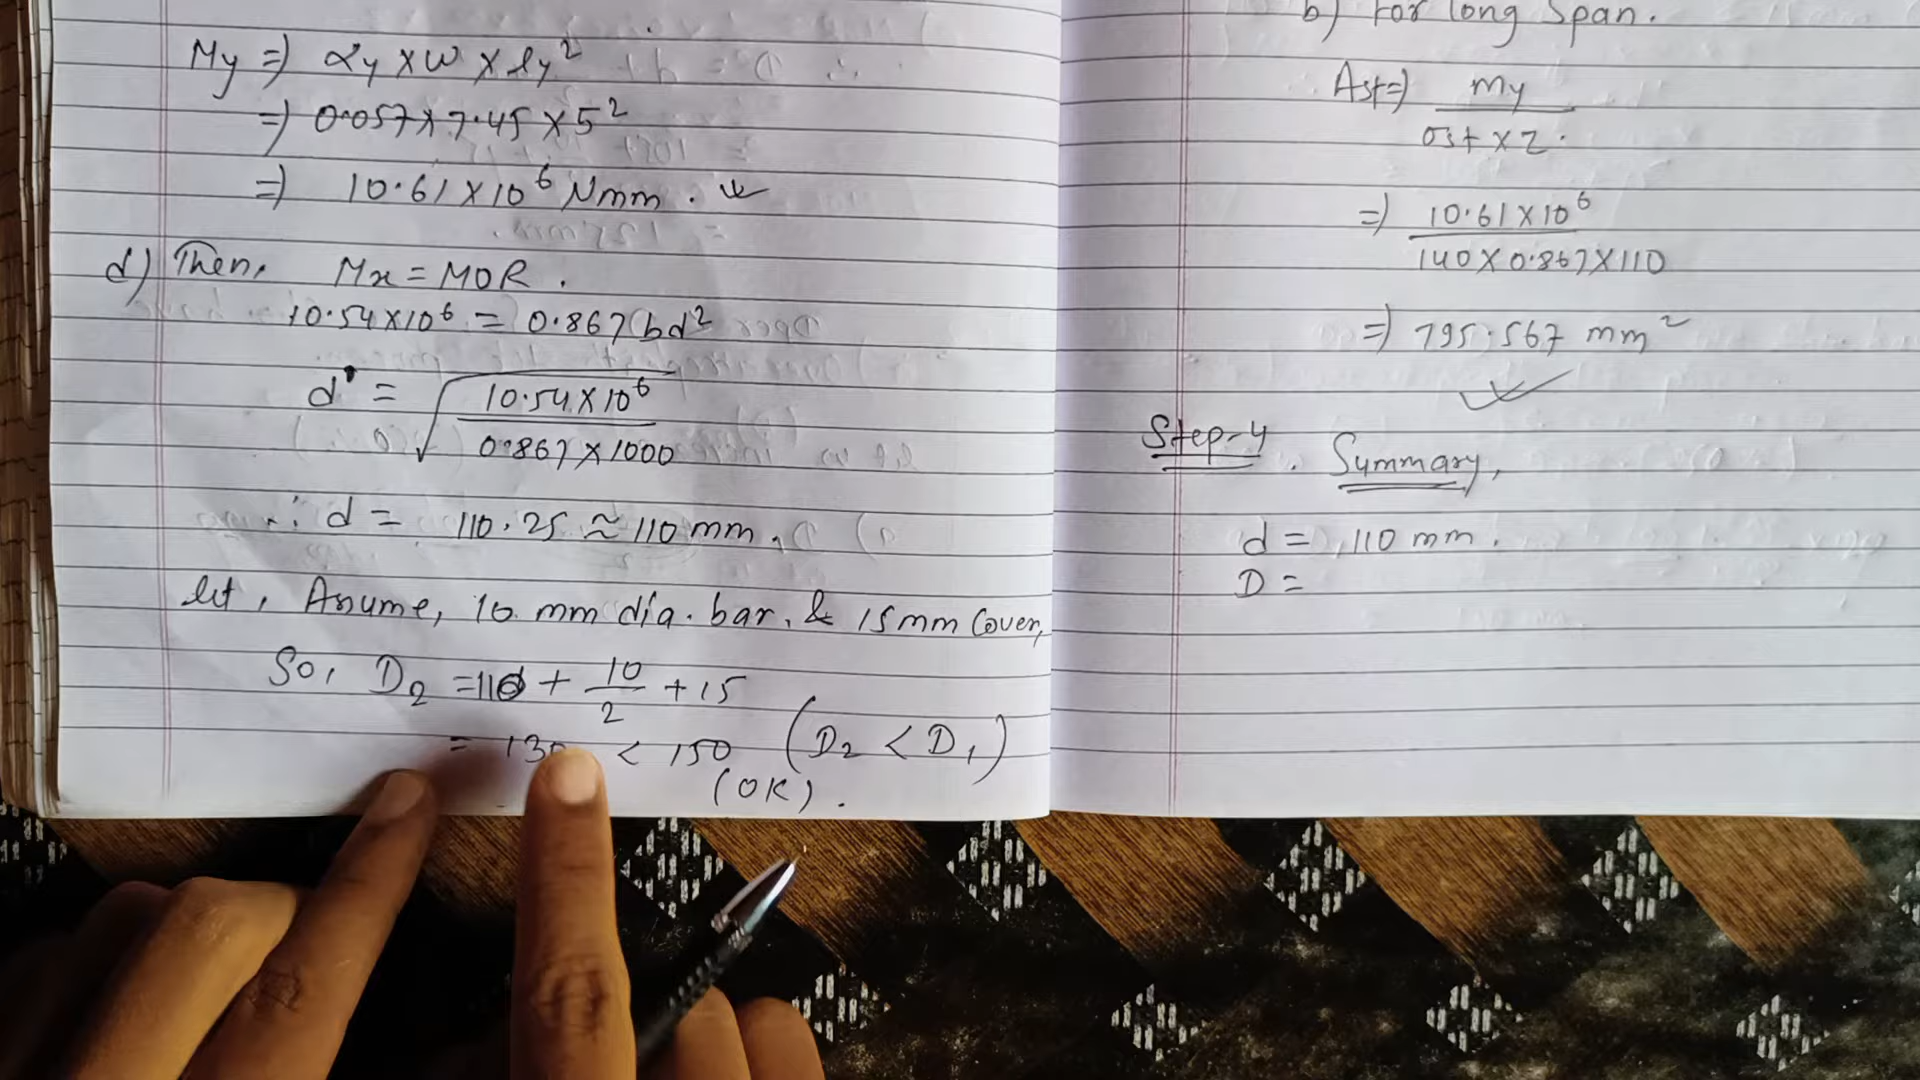 My ⇒ αy × w × ly²
⇒ 0.057 × 7.45 × 5²
⇒ 10.61 × 10⁶ Nmm.
d) Then, Mx = MOR.
10.54×10⁶ = 0.867 bd²
d = √(10.54×10⁶ / 0.867×1000)
∴ d = 110.25 ≈ 110 mm.
let, Assume, 10 mm dia. bar. & 15mm Cover,
So, D₂ = 110 + 10/2 + 15
= 130 < 150 (D₂ < D₁)
(OK).
b) For long Span.
Ast ⇒ My / σst × z.
⇒ 10.61×10⁶ / 140×0.867×110
⇒ 795.567 mm²
Step-4. Summary,
d = 110 mm.
D =